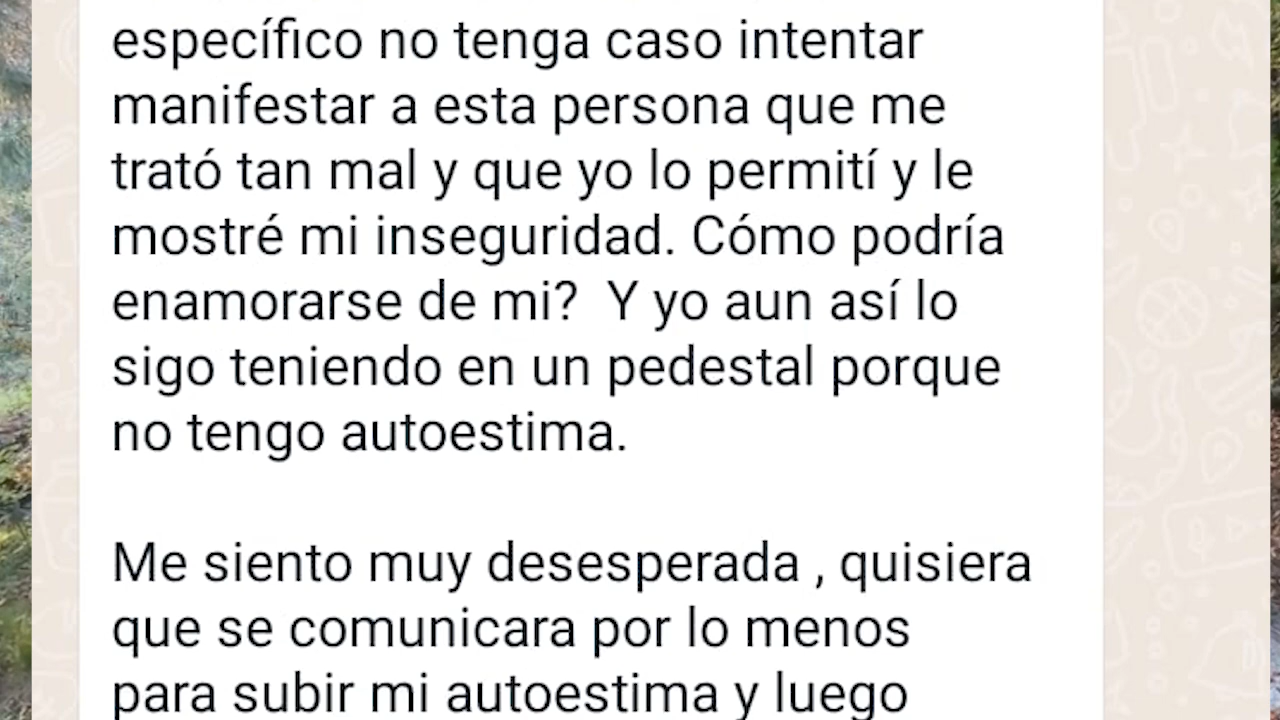 específico no tenga caso intentar
manifestar a esta persona que me
trató tan mal y que yo lo permití y le
mostré mi inseguridad. Cómo podría
enamorarse de mi?  Y yo aun así lo
sigo teniendo en un pedestal porque
no tengo autoestima.

Me siento muy desesperada , quisiera
que se comunicara por lo menos
para subir mi autoestima y luego